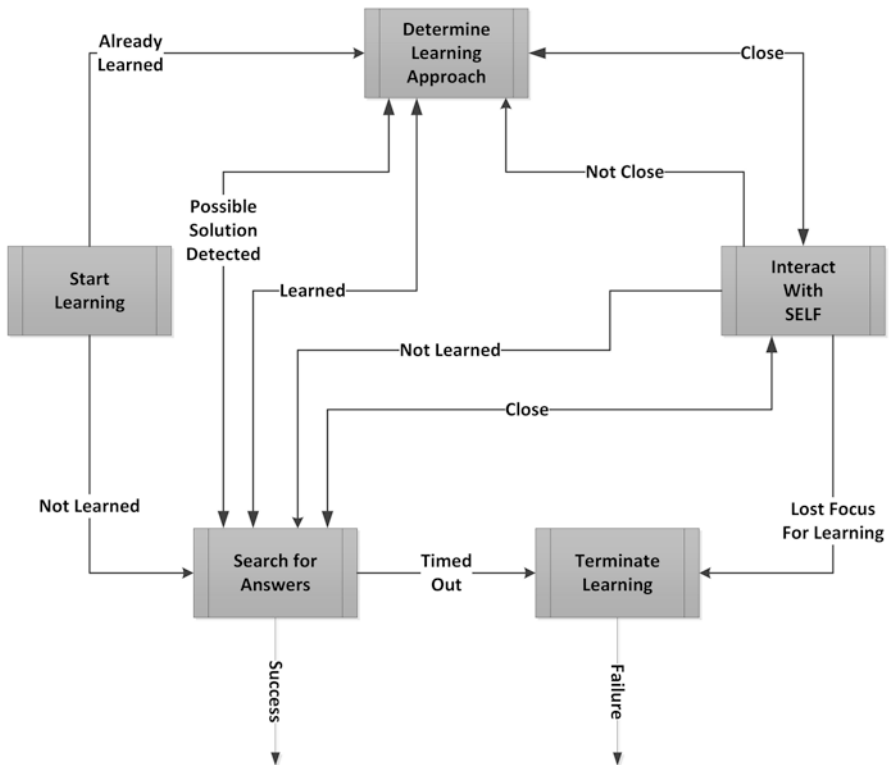 Already
Learned
Determine
Learning
Approach
Close
Not Close
Possible
Solution
Detected
Start
Learning
Learned
Interact
With
SELF
Not Learned
Close
Not Learned
Lost Focus
For Learning
Search for
Answers
Timed
Out
Terminate
Learning
Success
Failure